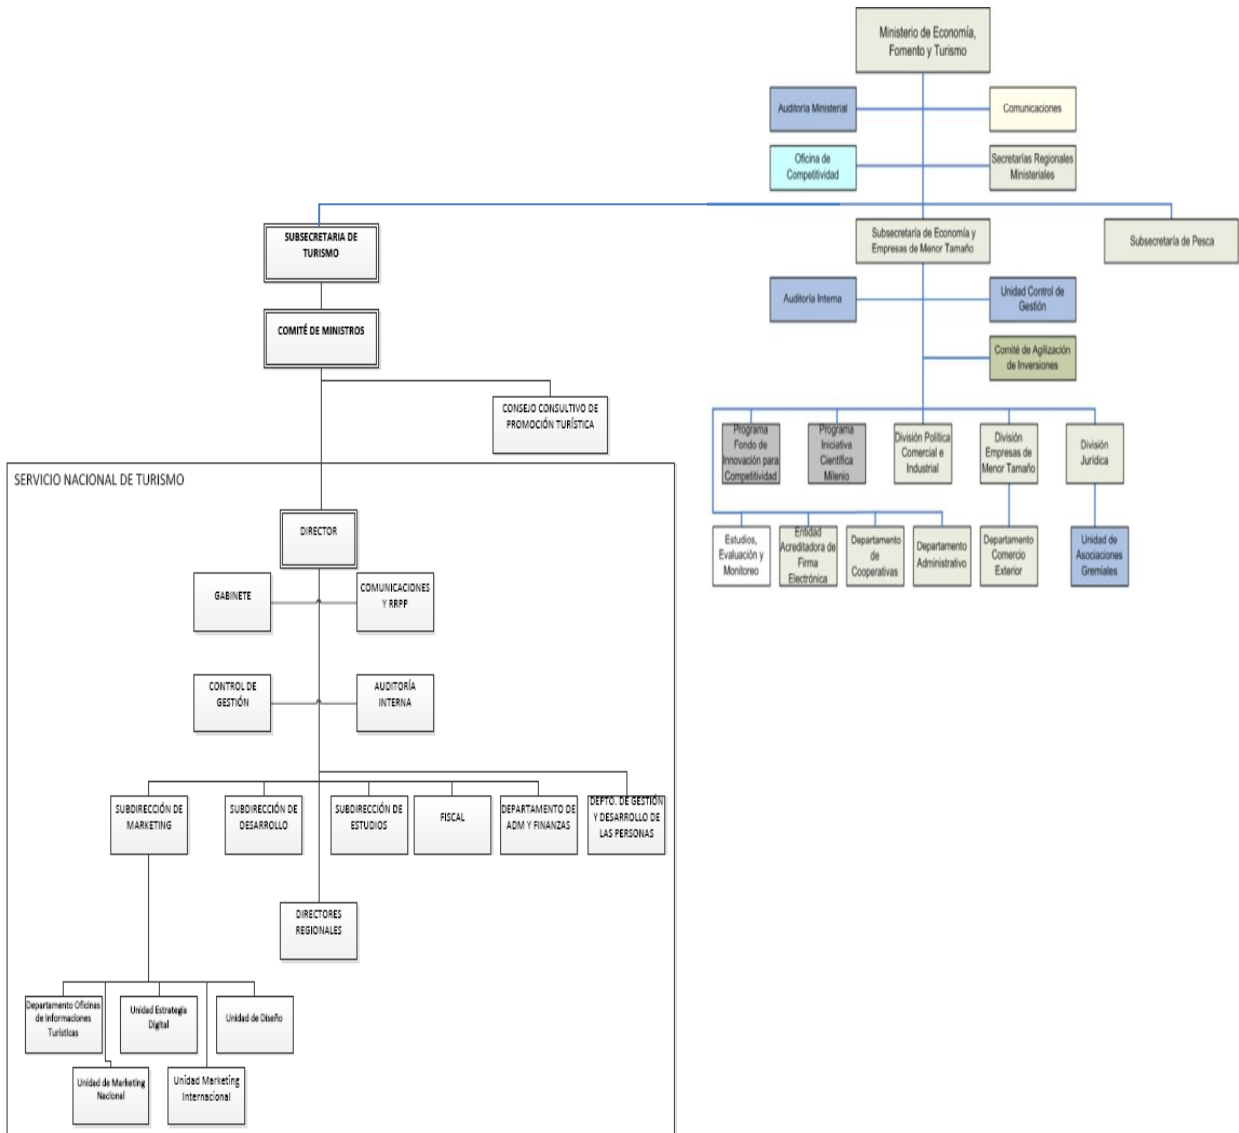 Ministerio de Economía,
Fomento y Turismo
Auditoría Ministerial
Comunicaciones
Oficina de
Competitividad
Secretarías Regionales
Ministeriales
SUBSECRETARIA DE
TURISMO
Subsecretaría de Economía y
Empresas de Menor Tamaño
Subsecretaría de Pesca
Auditoría Interna
Unidad Control de
Gestión
COMITÉ DE MINISTROS
Comité de Agilización
de Inversiones
CONSEJO CONSULTIVO DE
PROMOCIÓN TURÍSTICA
Programa
Fondo de
Innovación para
Competitividad
Programa
Iniciativa
Científica
Milenio
División Política
Comercial e
Industrial
División
Empresas de
Menor Tamaño
División
Jurídica
Estudios,
Evaluación y
Monitoreo
Entidad
Acreditadora de
Firma
Electrónica
Departamento
de
Cooperativas
Departamento
Administrativo
Departamento
Comercio
Exterior
Unidad de
Asociaciones
Gremiales
SERVICIO NACIONAL DE TURISMO
DIRECTOR
GABINETE
COMUNICACIONES
Y RRPP
CONTROL DE
GESTIÓN
AUDITORÍA
INTERNA
SUBDIRECCIÓN DE
MARKETING
SUBDIRECCIÓN DE
DESARROLLO
SUBDIRECCIÓN DE
ESTUDIOS
FISCAL
DEPARTAMENTO DE
ADM Y FINANZAS
DEPTO. DE GESTIÓN
Y DESARROLLO DE
LAS PERSONAS
DIRECTORES
REGIONALES
Departamento Oficinas
de Informaciones
Turísticas
Unidad Estrategia
Digital
Unidad de Diseño
Unidad de Marketing
Nacional
Unidad Marketing
Internacional